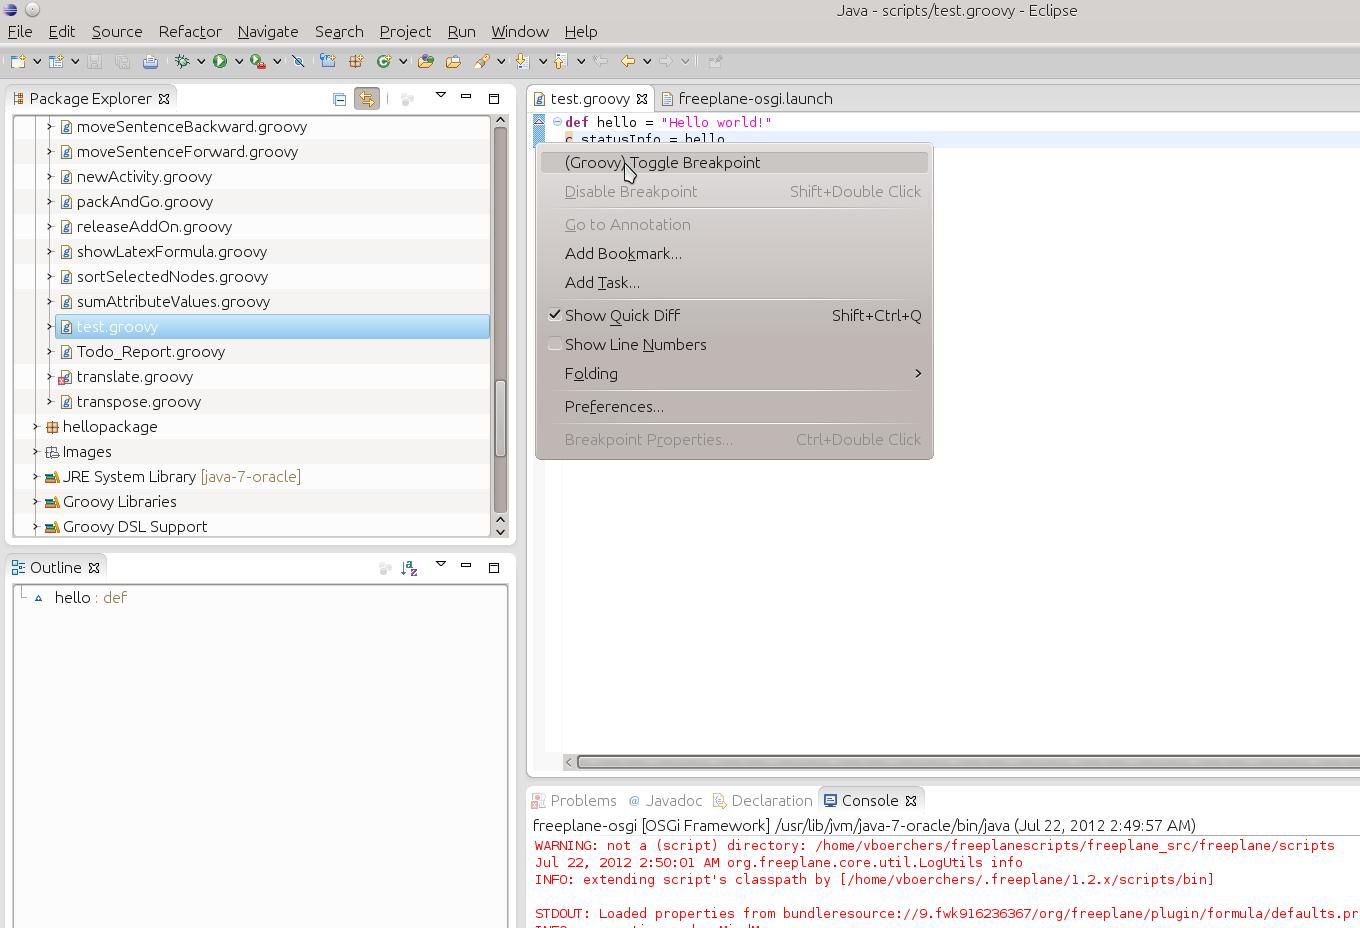 Java - scripts/test.groovy - Eclipse
File Edit Source Refactor Navigate Search Project Run Window Help
Package Explorer
moveSentenceBackward.groovy
moveSentenceForward.groovy
newActivity.groovy
packAndGo.groovy
releaseAddOn.groovy
showLatexFormula.groovy
sortSelectedNodes.groovy
sumAttributeValues.groovy
test.groovy
Todo_Report.groovy
translate.groovy
transpose.groovy
hellopackage
Images
JRE System Library [java-7-oracle]
Groovy Libraries
Groovy DSL Support
Outline
hello : def
test.groovy freeplane-osgi.launch
def hello = "Hello world!"
c.statusInfo = hello
(Groovy) Toggle Breakpoint
Disable Breakpoint Shift+Double Click
Go to Annotation
Add Bookmark...
Add Task...
Show Quick Diff Shift+Ctrl+Q
Show Line Numbers
Folding
Preferences...
Breakpoint Properties... Ctrl+Double Click
Problems Javadoc Declaration Console
freeplane-osgi [OSGi Framework] /usr/lib/jvm/java-7-oracle/bin/java (Jul 22, 2012 2:49:57 AM)
WARNING: not a (script) directory: /home/vboerchers/freeplanescripts/freeplane_src/freeplane/scripts
Jul 22, 2012 2:50:01 AM org.freeplane.core.util.LogUtils info
INFO: extending script's classpath by [/home/vboerchers/.freeplane/1.2.x/scripts/bin]
STDOUT: Loaded properties from bundleresource://9.fwk916236367/org/freeplane/plugin/formula/defaults.pr